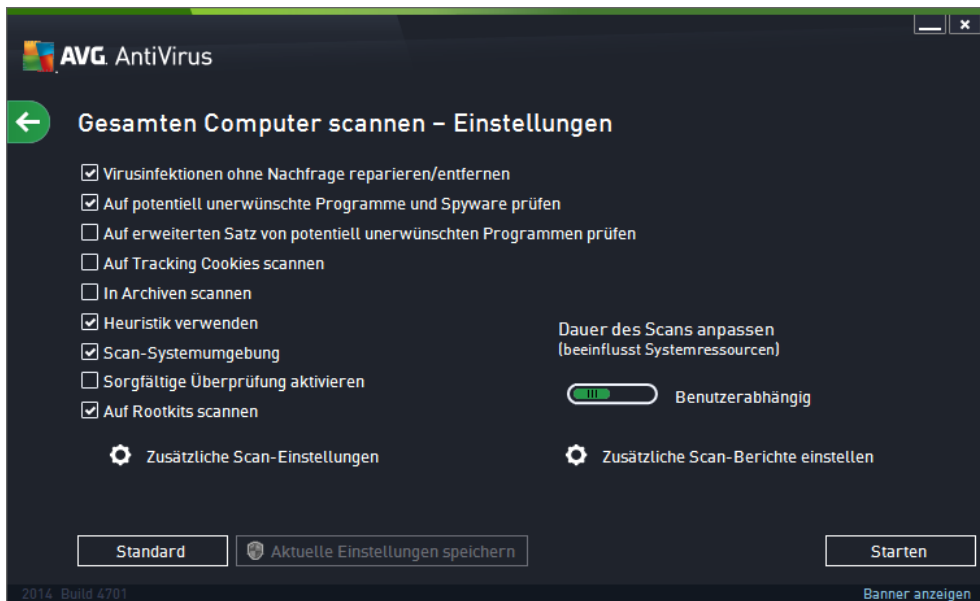 AVG. AntiVirus
Gesamten Computer scannen – Einstellungen
Virusinfektionen ohne Nachfrage reparieren/entfernen
Auf potentiell unerwünschte Programme und Spyware prüfen
Auf erweiterten Satz von potentiell unerwünschten Programmen prüfen
Auf Tracking Cookies scannen
In Archiven scannen
Heuristik verwenden
Scan-Systemumgebung
Sorgfältige Überprüfung aktivieren
Auf Rootkits scannen
Dauer des Scans anpassen
(beeinflusst Systemressourcen)
Benutzerabhängig
Zusätzliche Scan-Einstellungen
Zusätzliche Scan-Berichte einstellen
Standard
Aktuelle Einstellungen speichern
Starten
2014 Build 4701
Banner anzeigen